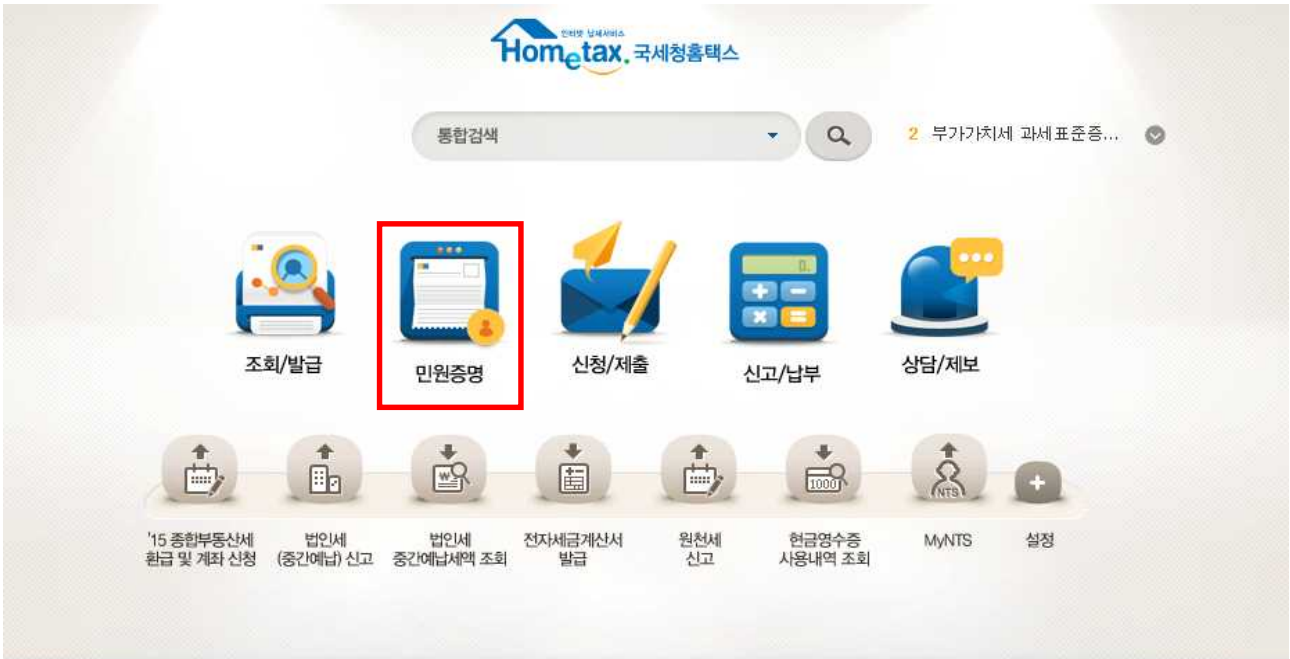 인터넷 납세서비스
Hometax. 국세청홈택스
통합검색
2 부가가치세 과세표준증...
0.
조회/발급
민원증명
신청/제출
신고/납부
상담/제보
W
1000
NTS
'15 종합부동산세
환급 및 계좌 신청
법인세
(중간예납) 신고
법인세
중간예납세액 조회
전자세금계산서
발급
원천세
신고
현금영수증
사용내역 조회
MyNTS
설정